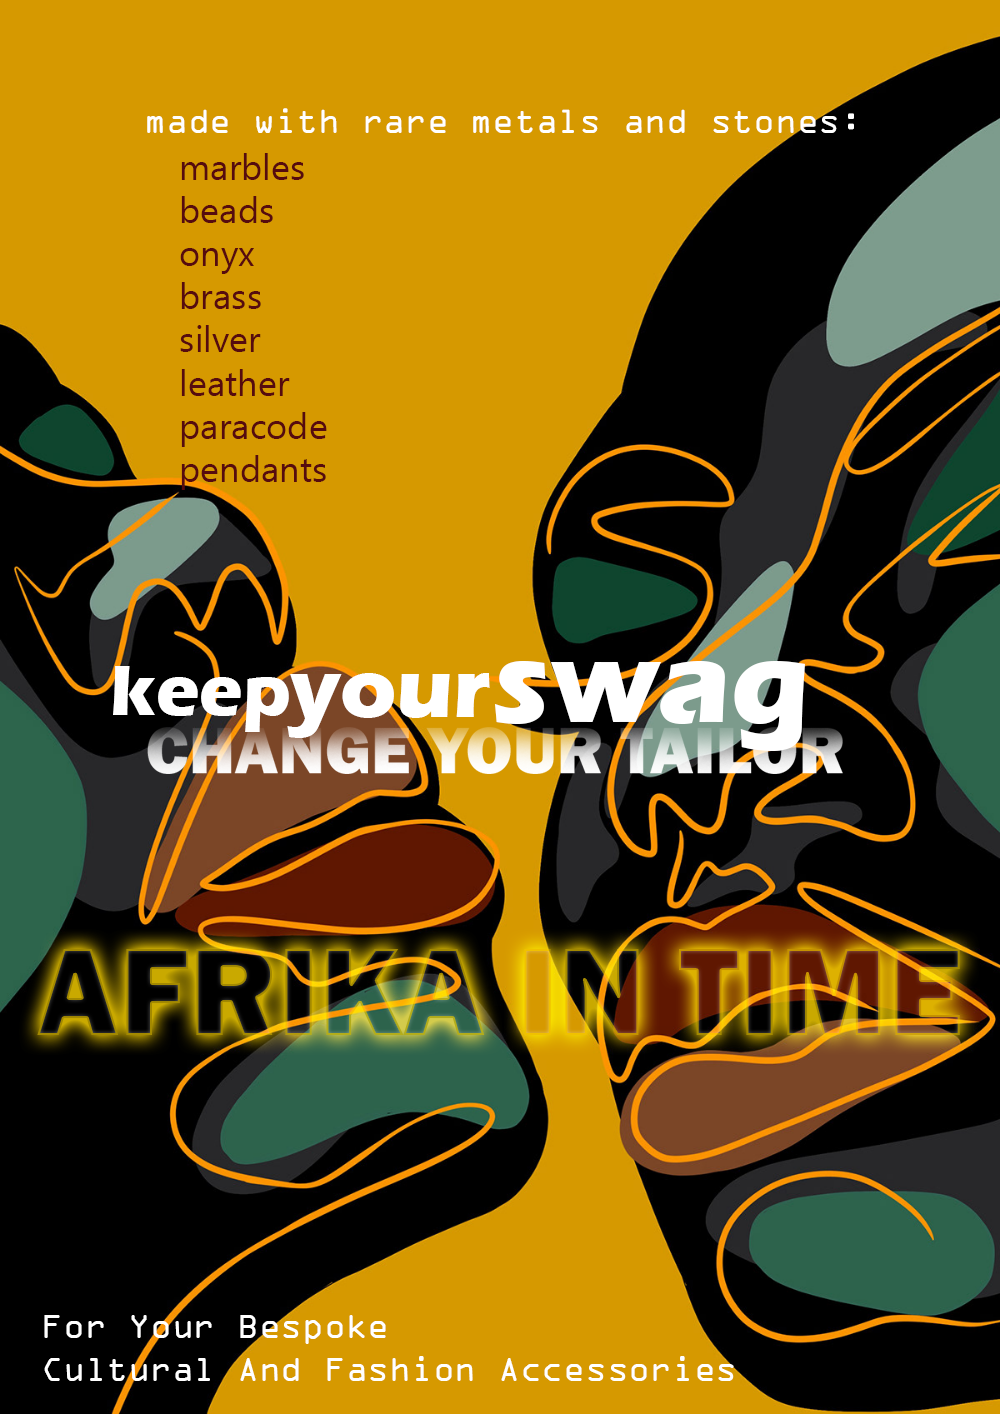 made with rare metals and stones:
marbles
beads
onyx
brass
silver
leather
paracode
pendants
keepyourswag
CHANGE YOUR TAILOR
AFRIKA IN TIME
For Your Bespoke
Cultural And Fashion Accessories